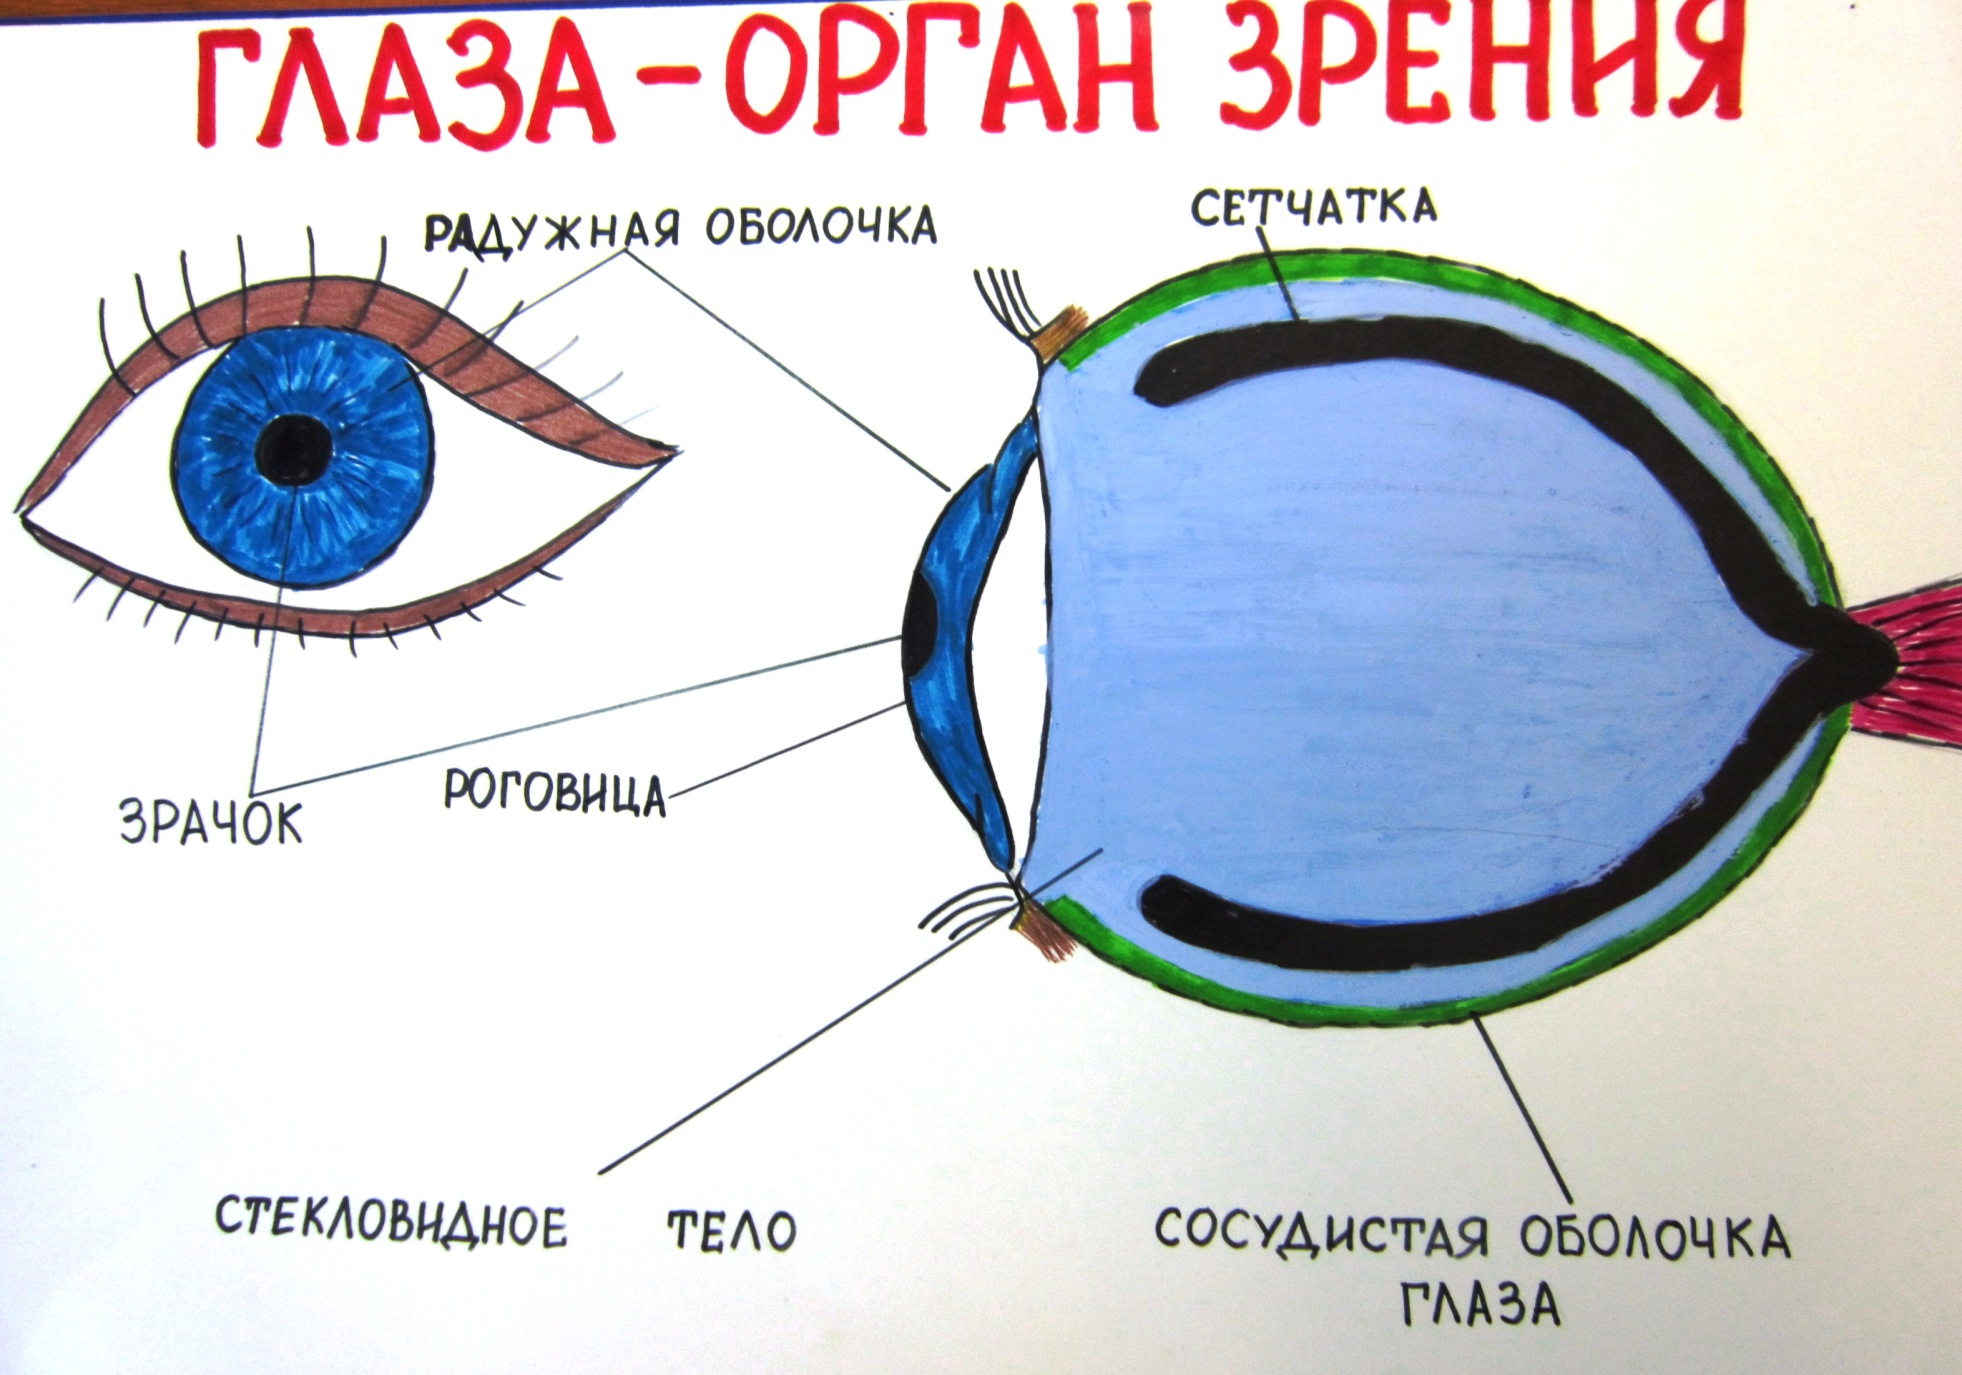 ГЛАЗА-ОРГАН ЗРЕНИЯ
РАДУЖНАЯ ОБОЛОЧКА
СЕТЧАТКА
ЗРАЧОК
РОГОВИЦА
СТЕКЛОВИДНОЕ ТЕЛО
СОСУДИСТАЯ ОБОЛОЧКА
ГЛАЗА